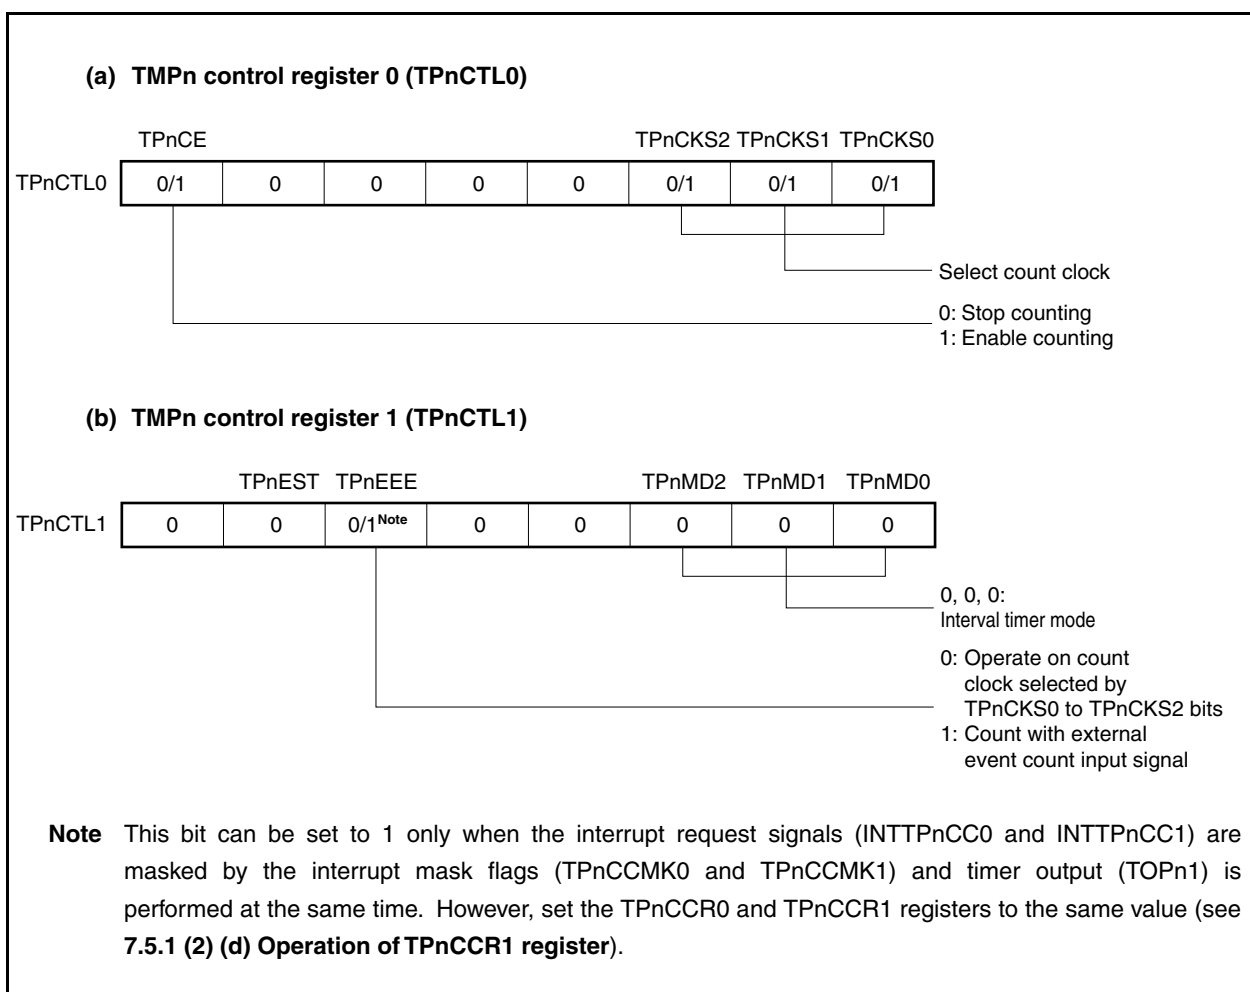 (a) TMPn control register 0 (TPnCTL0)
TPnCE TPnCKS2 TPnCKS1 TPnCKS0
TPnCTL0 0/1 0 0 0 0 0/1 0/1 0/1
Select count clock
0: Stop counting
1: Enable counting
(b) TMPn control register 1 (TPnCTL1)
TPnEST TPnEEE TPnMD2 TPnMD1 TPnMD0
TPnCTL1 0 0 0/1Note 0 0 0 0 0
0, 0, 0:
Interval timer mode
0: Operate on count
clock selected by
TPnCKS0 to TPnCKS2 bits
1: Count with external
event count input signal
Note This bit can be set to 1 only when the interrupt request signals (INTTPnCC0 and INTTPnCC1) are
masked by the interrupt mask flags (TPnCCMK0 and TPnCCMK1) and timer output (TOPn1) is
performed at the same time. However, set the TPnCCR0 and TPnCCR1 registers to the same value (see
7.5.1 (2) (d) Operation of TPnCCR1 register).